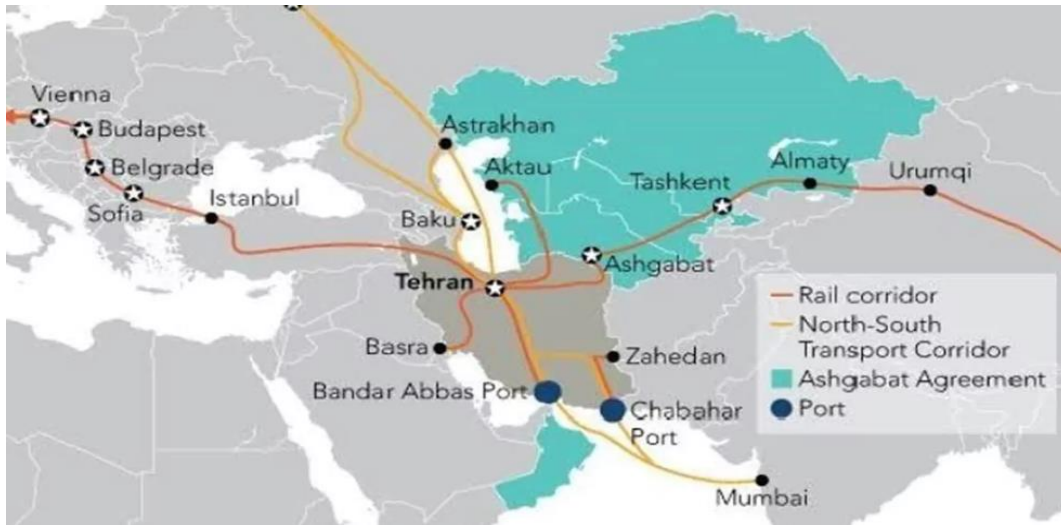 Vienna
Budapest
Belgrade
Sofia
Istanbul
Astrakhan
Aktau
Baku
Tehran
Tashkent
Almaty
Urumqi
Ashgabat
Basra
Zahedan
Bandar Abbas Port
Chabahar
Port
Mumbai
Rail corridor
North-South
Transport Corridor
Ashgabat Agreement
Port